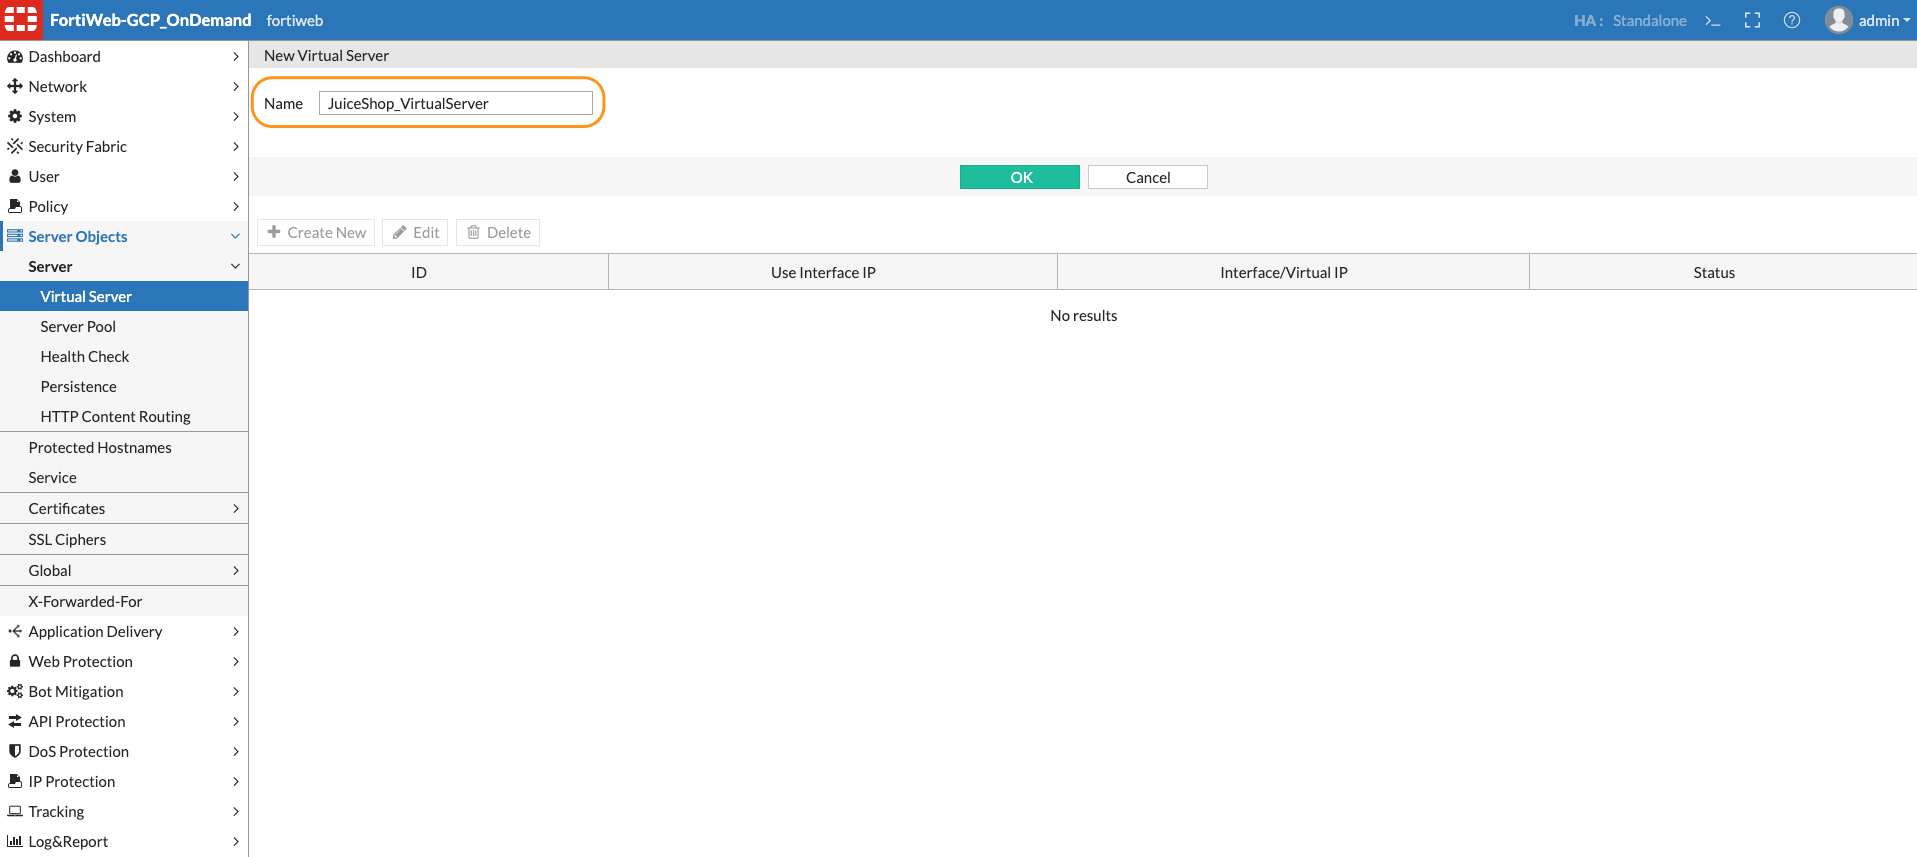 FortiWeb-GCP_OnDemand fortiweb HA : Standalone >_ admin
Dashboard
Network
System
Security Fabric
User
Policy
Server Objects
Server
Virtual Server
Server Pool
Health Check
Persistence
HTTP Content Routing
Protected Hostnames
Service
Certificates
SSL Ciphers
Global
X-Forwarded-For
Application Delivery
Web Protection
Bot Mitigation
API Protection
DoS Protection
IP Protection
Tracking
Log&Report
New Virtual Server
Name JuiceShop_VirtualServer
OK Cancel
Create New Edit Delete
ID Use Interface IP Interface/Virtual IP Status
No results